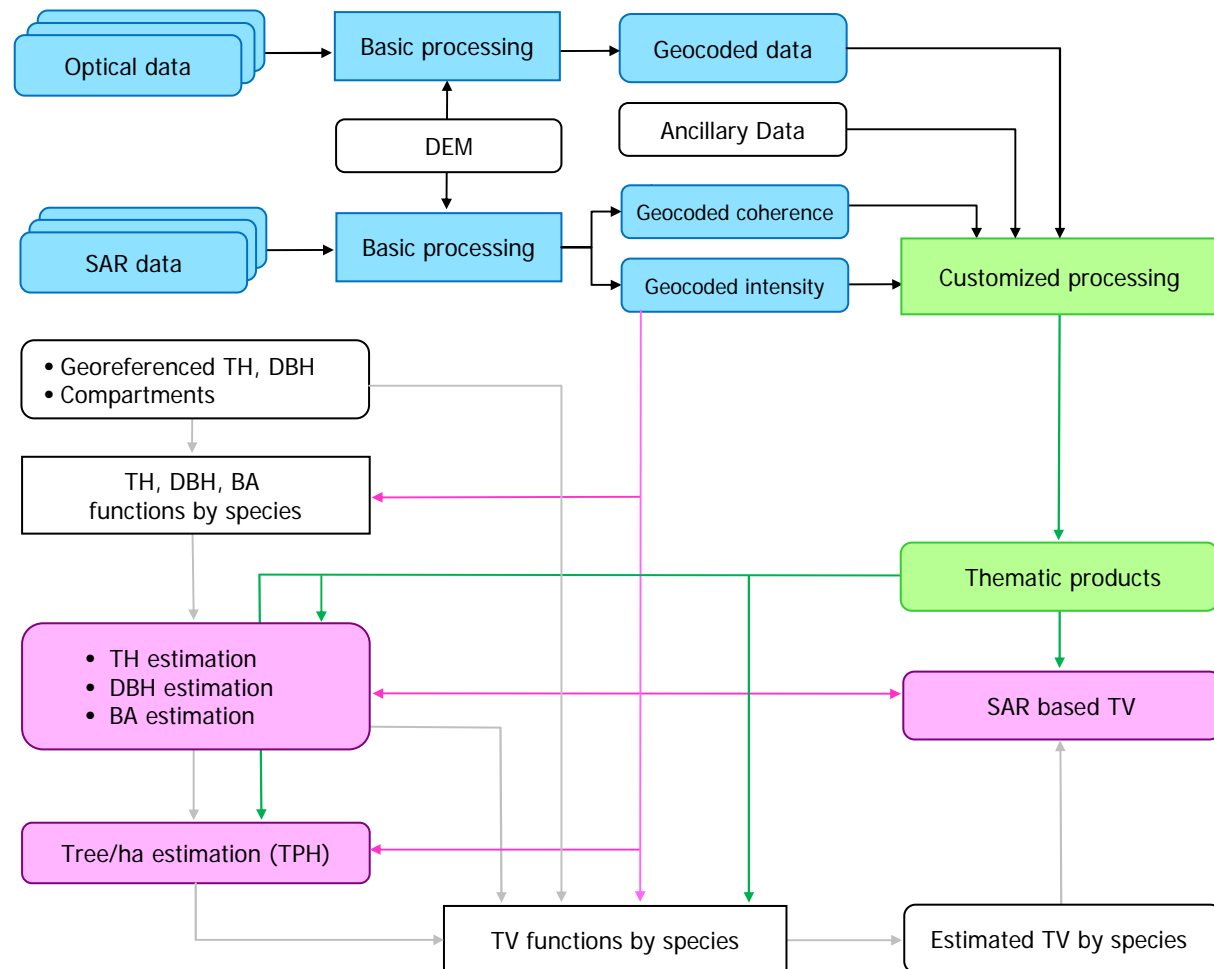 Optical data
Basic processing
Geocoded data
DEM
Ancillary Data
SAR data
Basic processing
Geocoded coherence
Geocoded intensity
Customized processing
• Georeferenced TH, DBH
• Compartments
TH, DBH, BA
functions by species
Thematic products
• TH estimation
• DBH estimation
• BA estimation
SAR based TV
Tree/ha estimation (TPH)
TV functions by species
Estimated TV by species